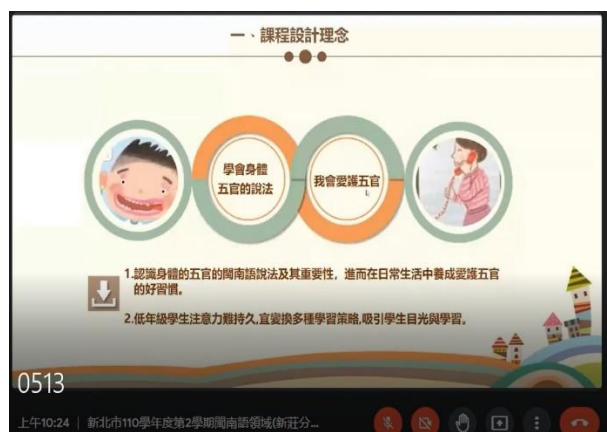 一、課程設計理念
學會身體
五官的說法
我會愛護五官
1.認識身體的五官的閩南語說法及其重要性，進而在日常生活中養成愛護五官
的好習慣。
2.低年級學生注意力難持久,宜變換多種學習策略,吸引學生目光與學習。
0513
上午10:24 | 新北市110學年度第2學期閩南語領域(新莊分...